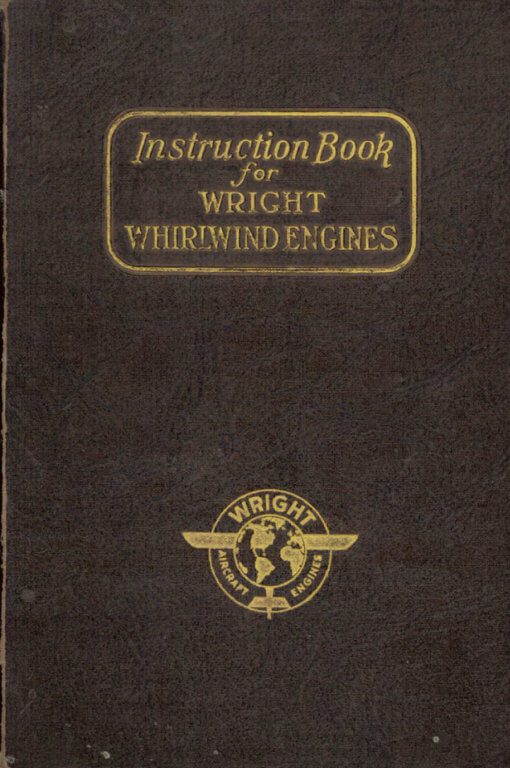 Instruction Book
for
WRIGHT
WHIRLWIND ENGINES
WRIGHT
AIRCRAFT
ENGINES